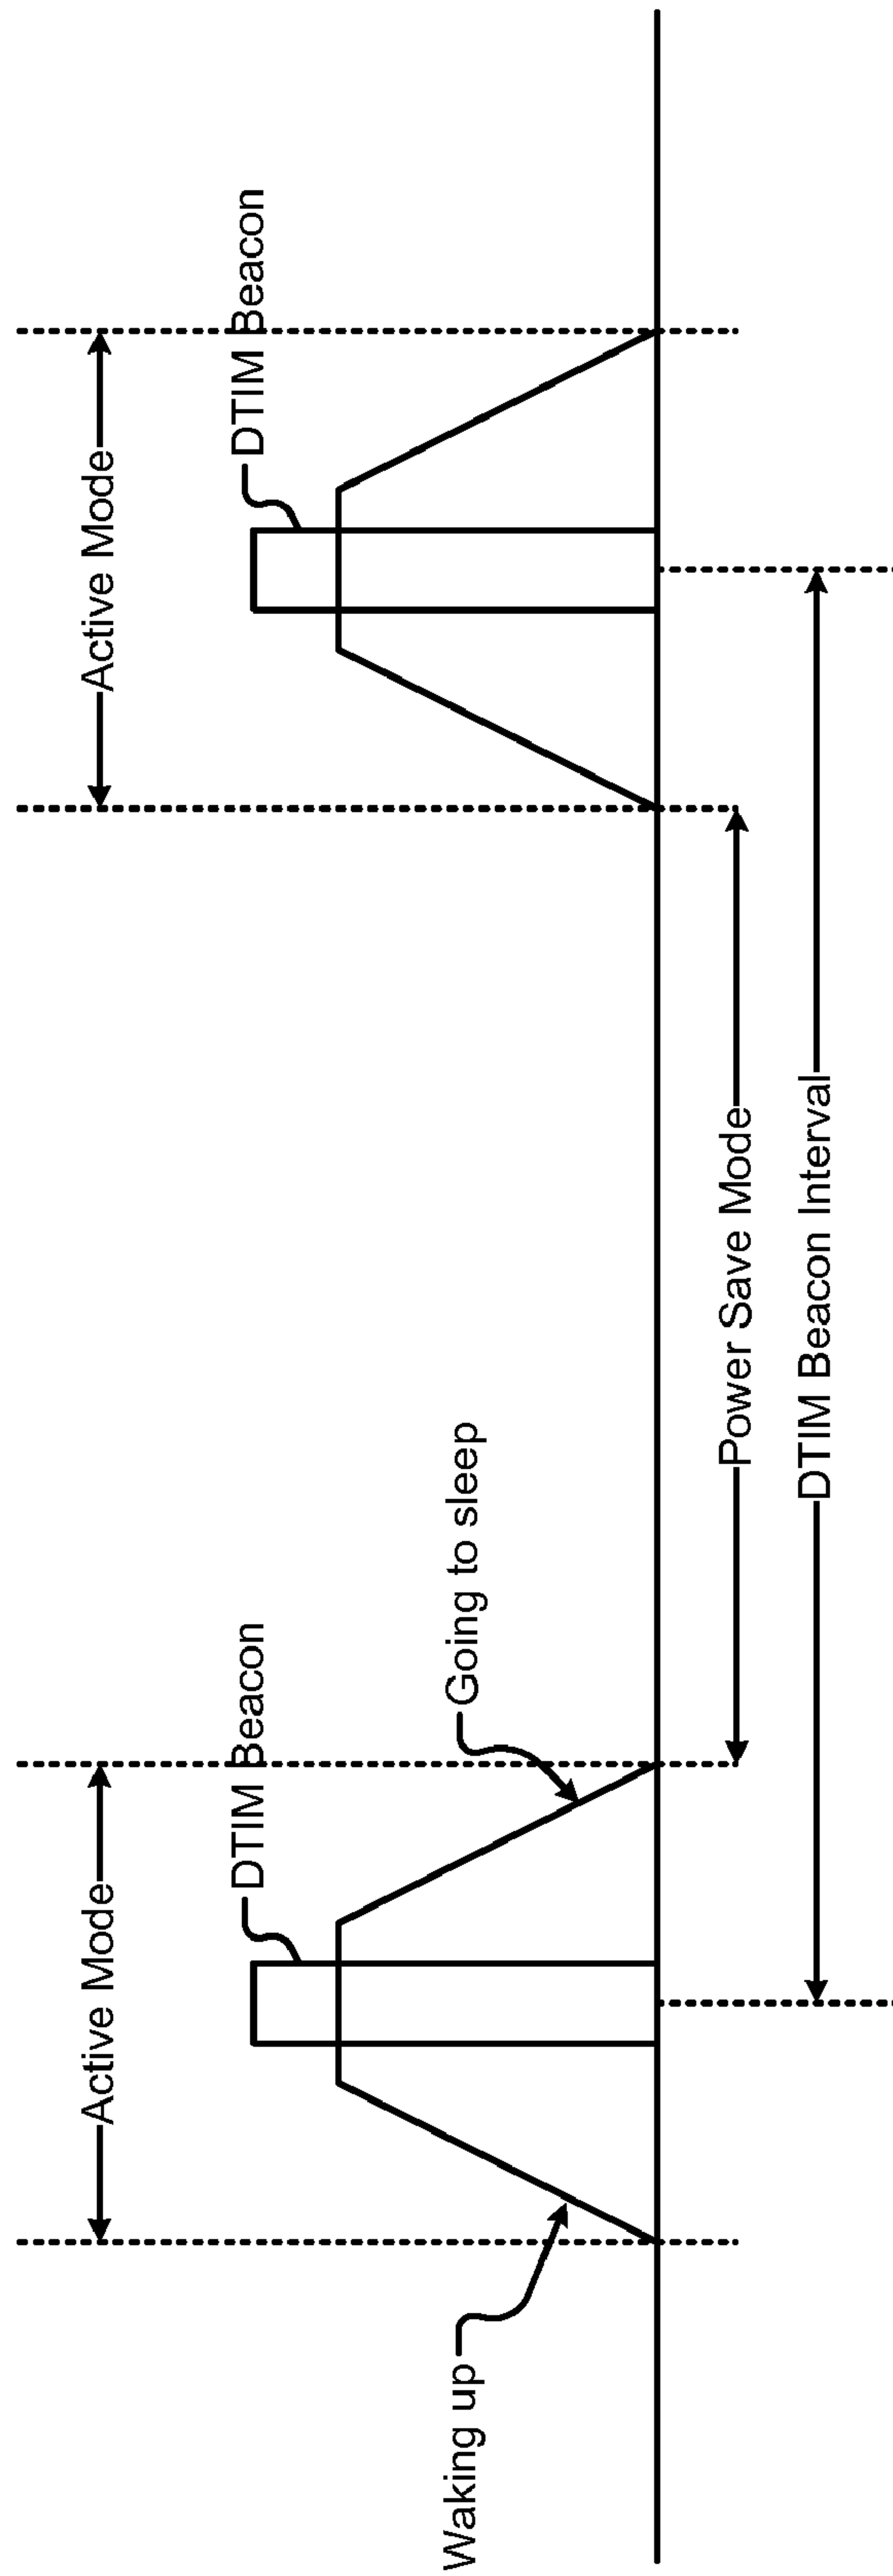 Active Mode
Active Mode
DTIM Beacon
DTIM Beacon
Waking up
Going to sleep
Power Save Mode
DTIM Beacon Interval